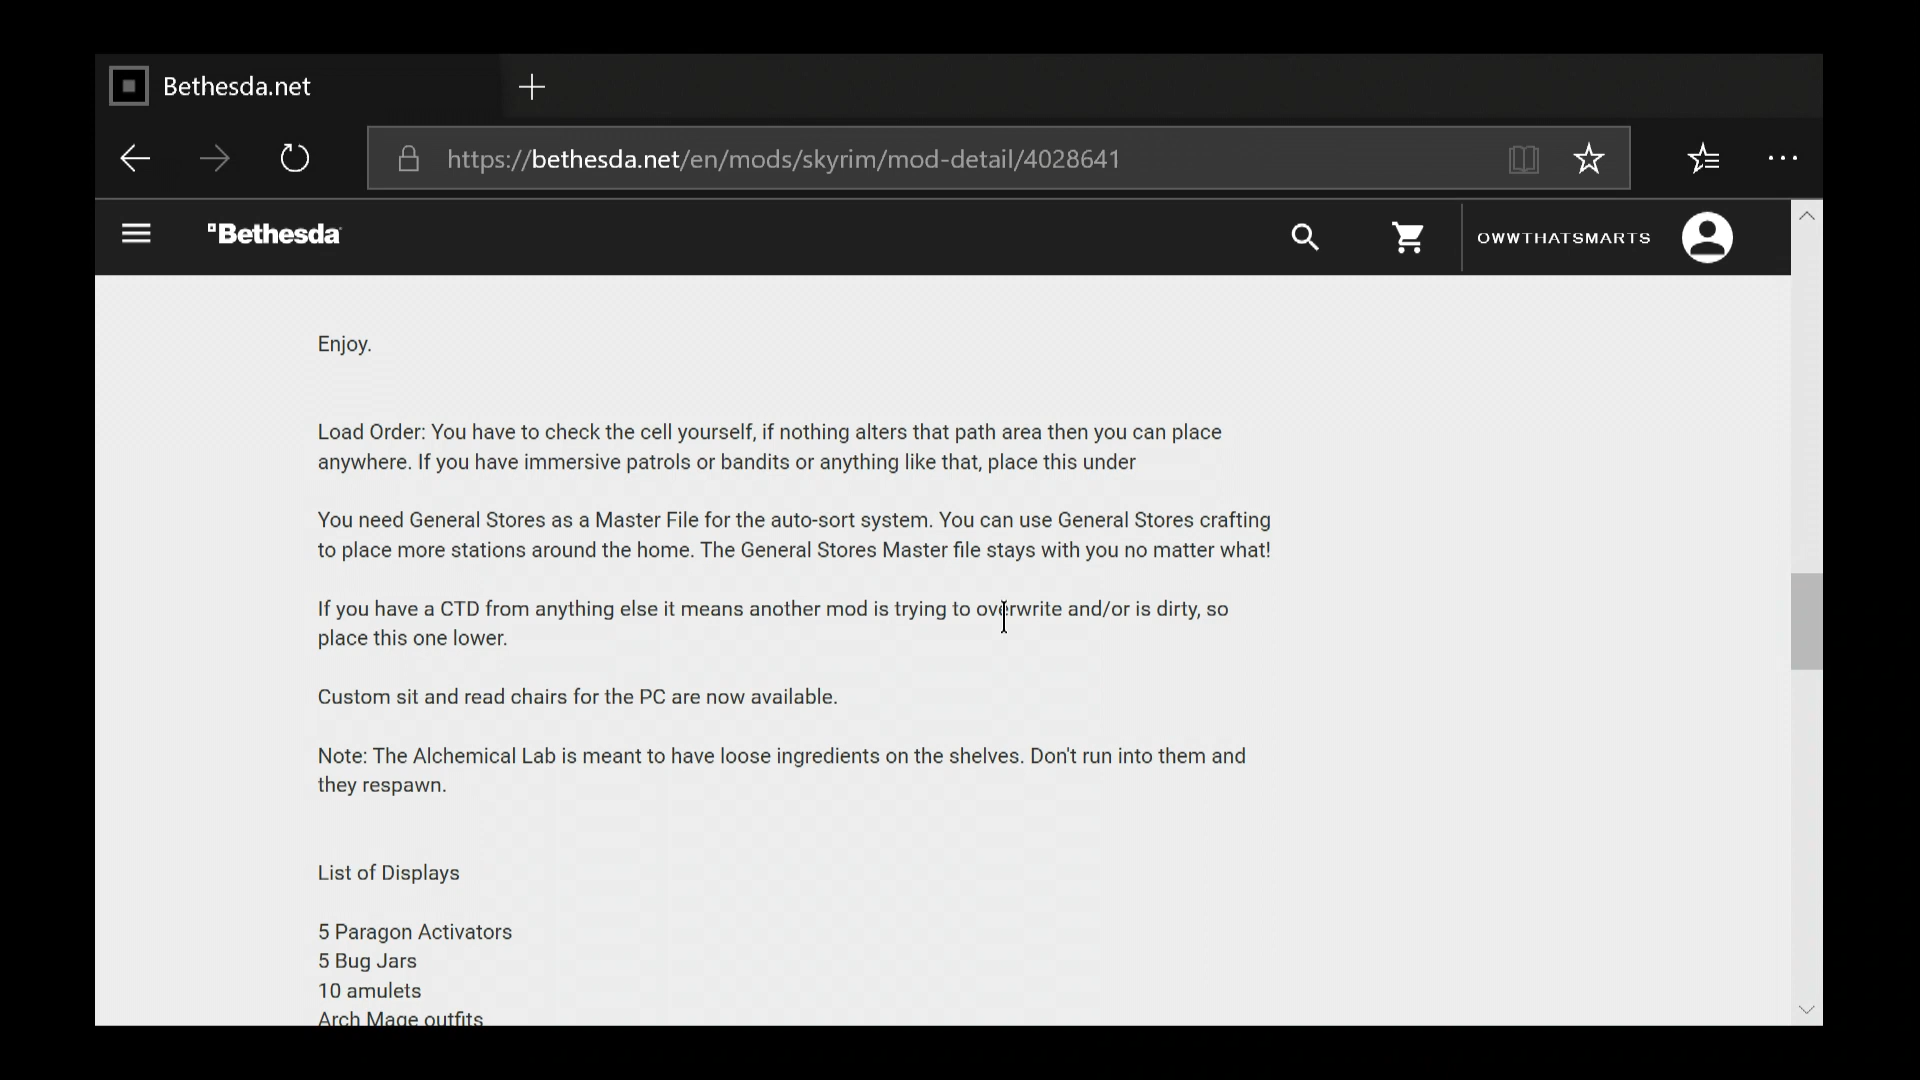 Bethesda.net
https://bethesda.net/en/mods/skyrim/mod-detail/4028641
Bethesda
OWWTHATSMARTS
Enjoy.
Load Order: You have to check the cell yourself, if nothing alters that path area then you can place
anywhere. If you have immersive patrols or bandits or anything like that, place this under
You need General Stores as a Master File for the auto-sort system. You can use General Stores crafting
to place more stations around the home. The General Stores Master file stays with you no matter what!
If you have a CTD from anything else it means another mod is trying to overwrite and/or is dirty, so
place this one lower.
Custom sit and read chairs for the PC are now available.
Note: The Alchemical Lab is meant to have loose ingredients on the shelves. Don't run into them and
they respawn.
List of Displays
5 Paragon Activators
5 Bug Jars
10 amulets
Arch Mage outfits